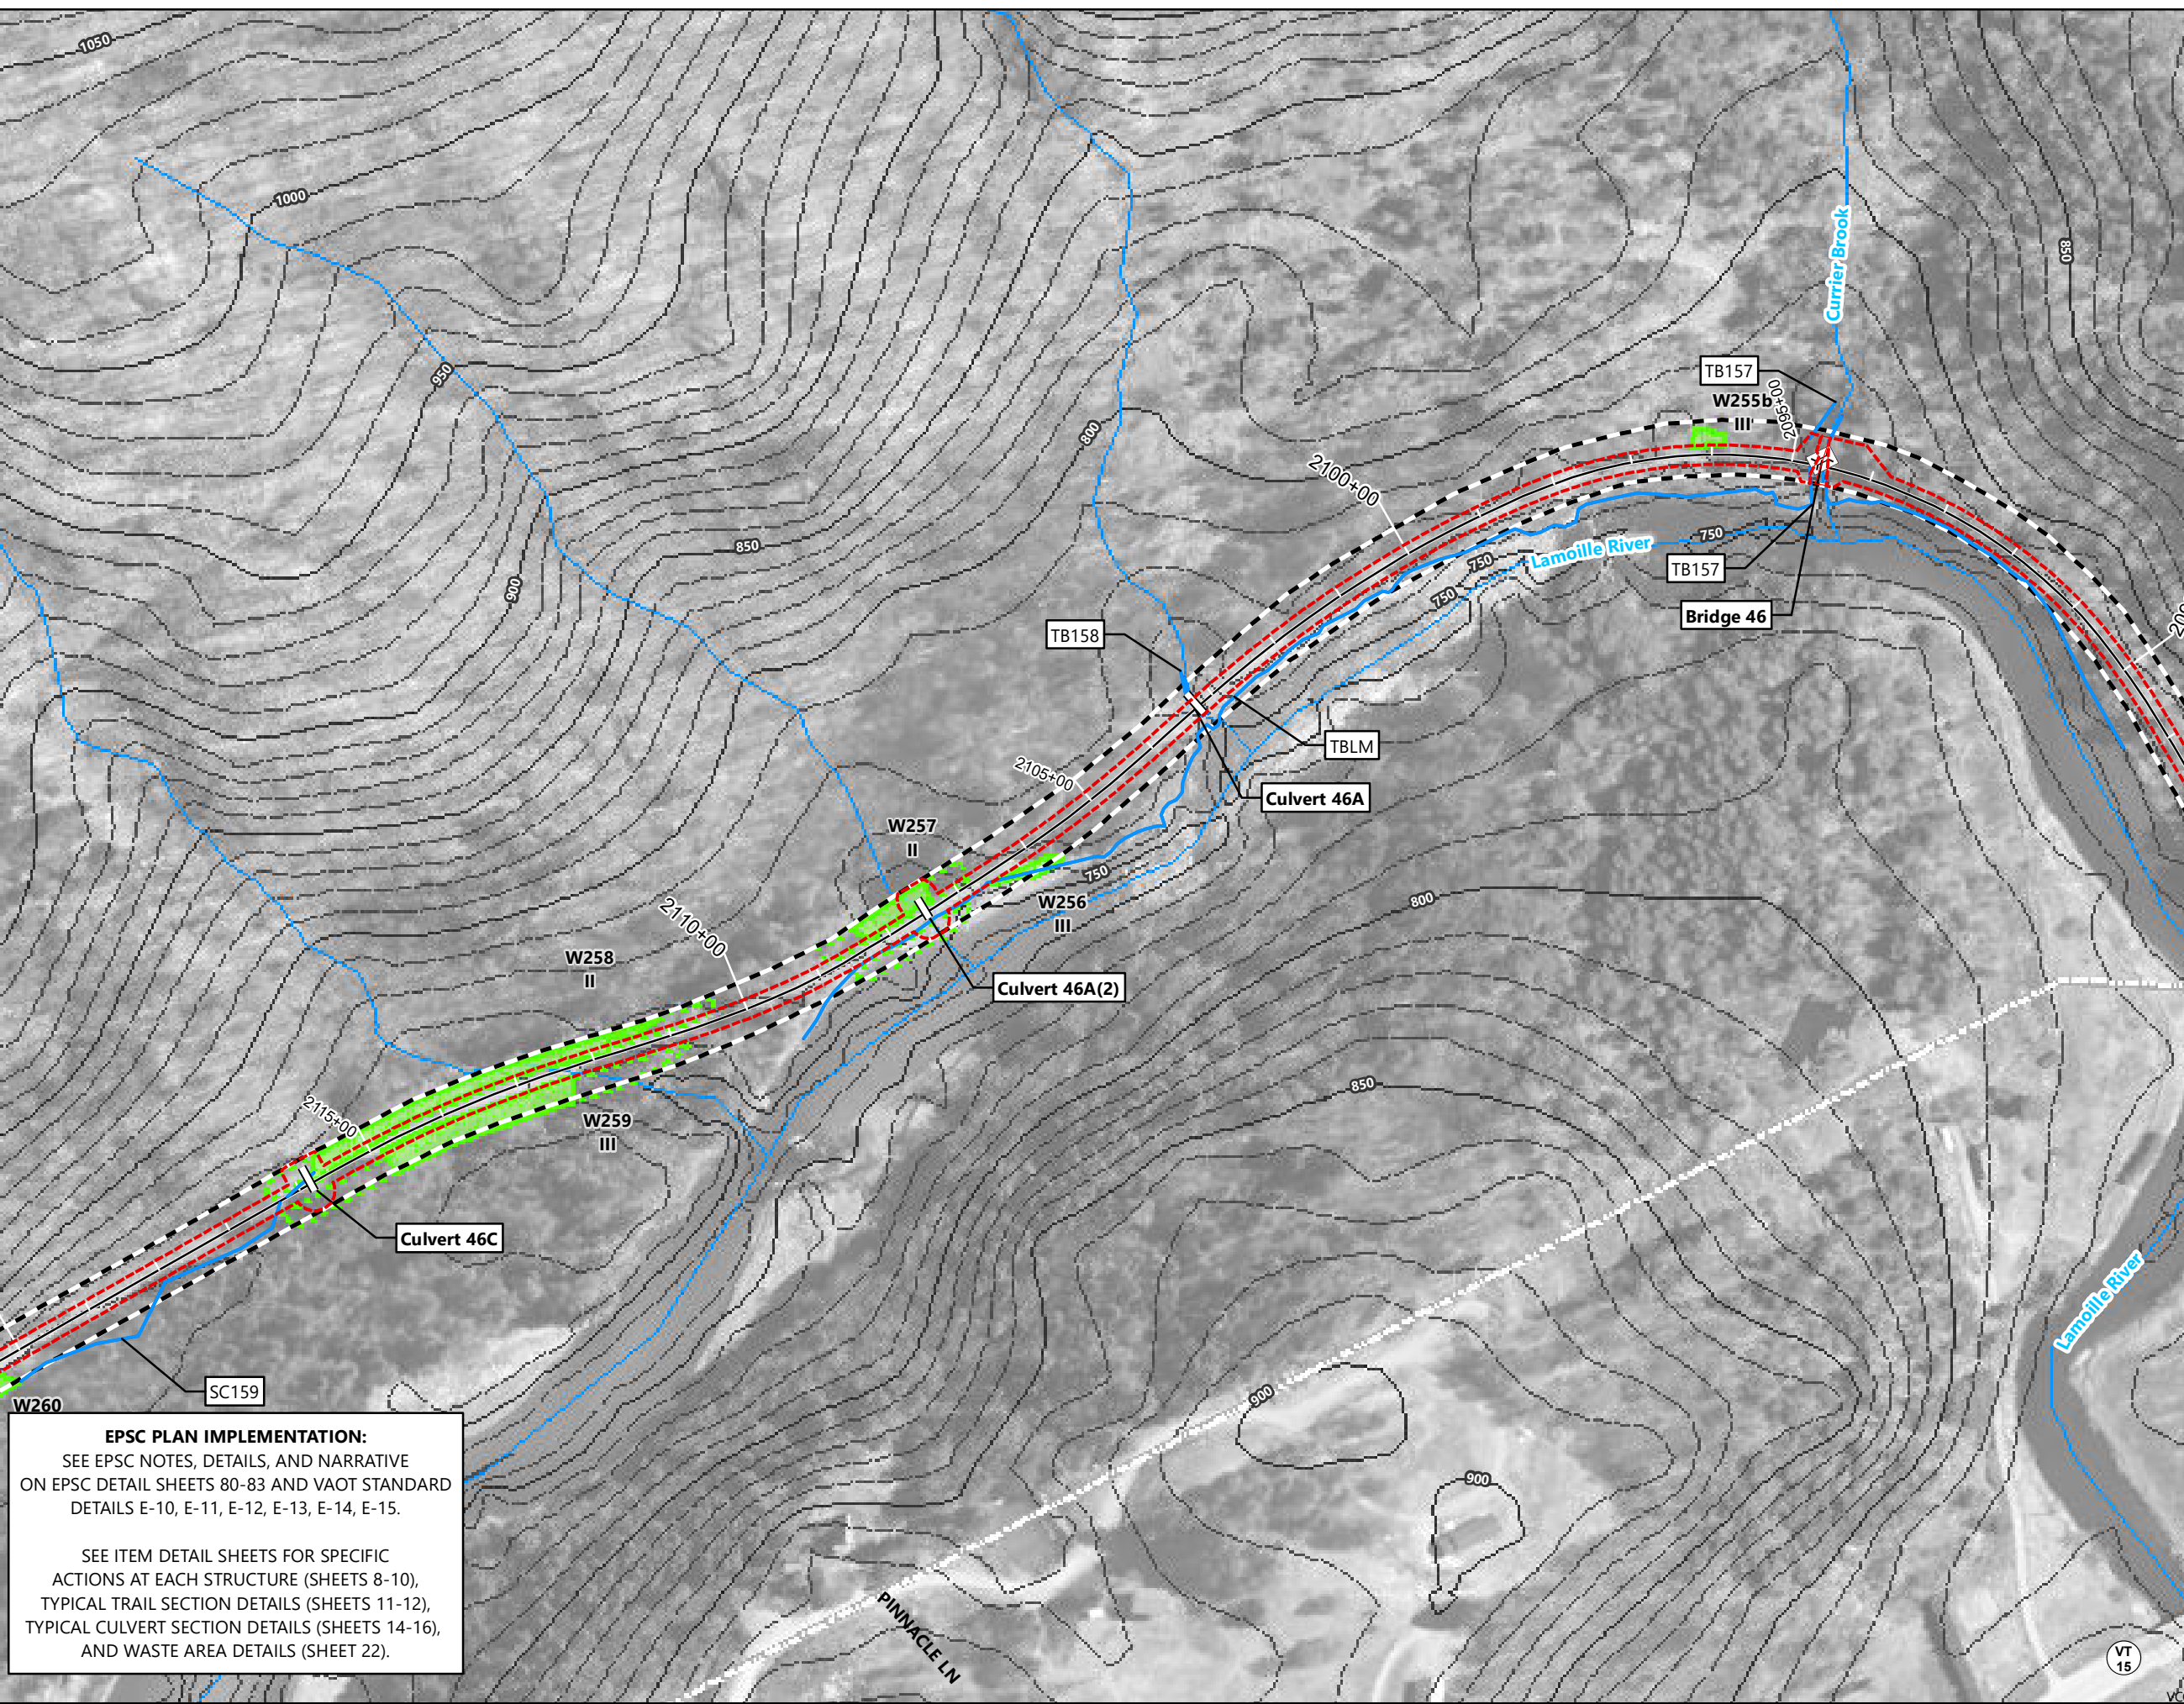 1050
1000
950
900
850
800
850
Currier Brook
TB157
W255b
III
2095+00
2100+00
750
Lamoille River
750
750
TB157
Bridge 46
TB158
TBLM
2105+00
Culvert 46A
W257
II
750
W256
III
800
2110+00
W258
II
Culvert 46A(2)
850
2115+00
W259
III
Culvert 46C
Lamoille River
SC159
W260
900
900
EPSC PLAN IMPLEMENTATION:
SEE EPSC NOTES, DETAILS, AND NARRATIVE
ON EPSC DETAIL SHEETS 80-83 AND VAOT STANDARD
DETAILS E-10, E-11, E-12, E-13, E-14, E-15.
SEE ITEM DETAIL SHEETS FOR SPECIFIC
ACTIONS AT EACH STRUCTURE (SHEETS 8-10),
TYPICAL TRAIL SECTION DETAILS (SHEETS 11-12),
TYPICAL CULVERT SECTION DETAILS (SHEETS 14-16),
AND WASTE AREA DETAILS (SHEET 22).
PINNACLE LN
VT
15